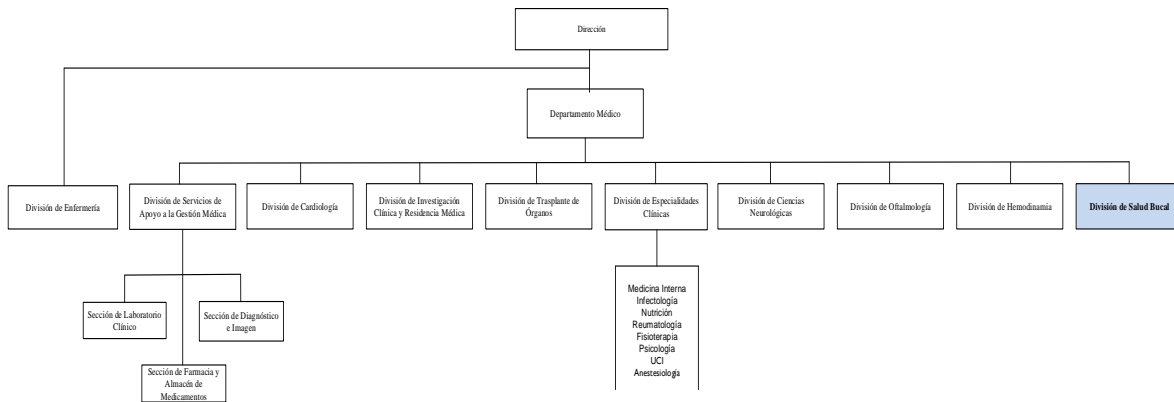 Dirección
Departamento Médico
División de Enfermería
División de Servicios de
Apoyo a la Gestión Médica
División de Cardiología
División de Investigación
Clínica y Residencia Médica
División de Trasplante de
Órganos
División de Especialidades
Clínicas
División de Ciencias
Neurológicas
División de Oftalmología
División de Hemodinamia
División de Salud Bucal
Sección de Laboratorio
Clínico
Sección de Diagnóstico
e Imagen
Sección de Farmacia y
Almacén de
Medicamentos
Medicina Interna
Infectología
Nutrición
Reumatología
Fisioterapia
Psicología
UCI
Anestesiología